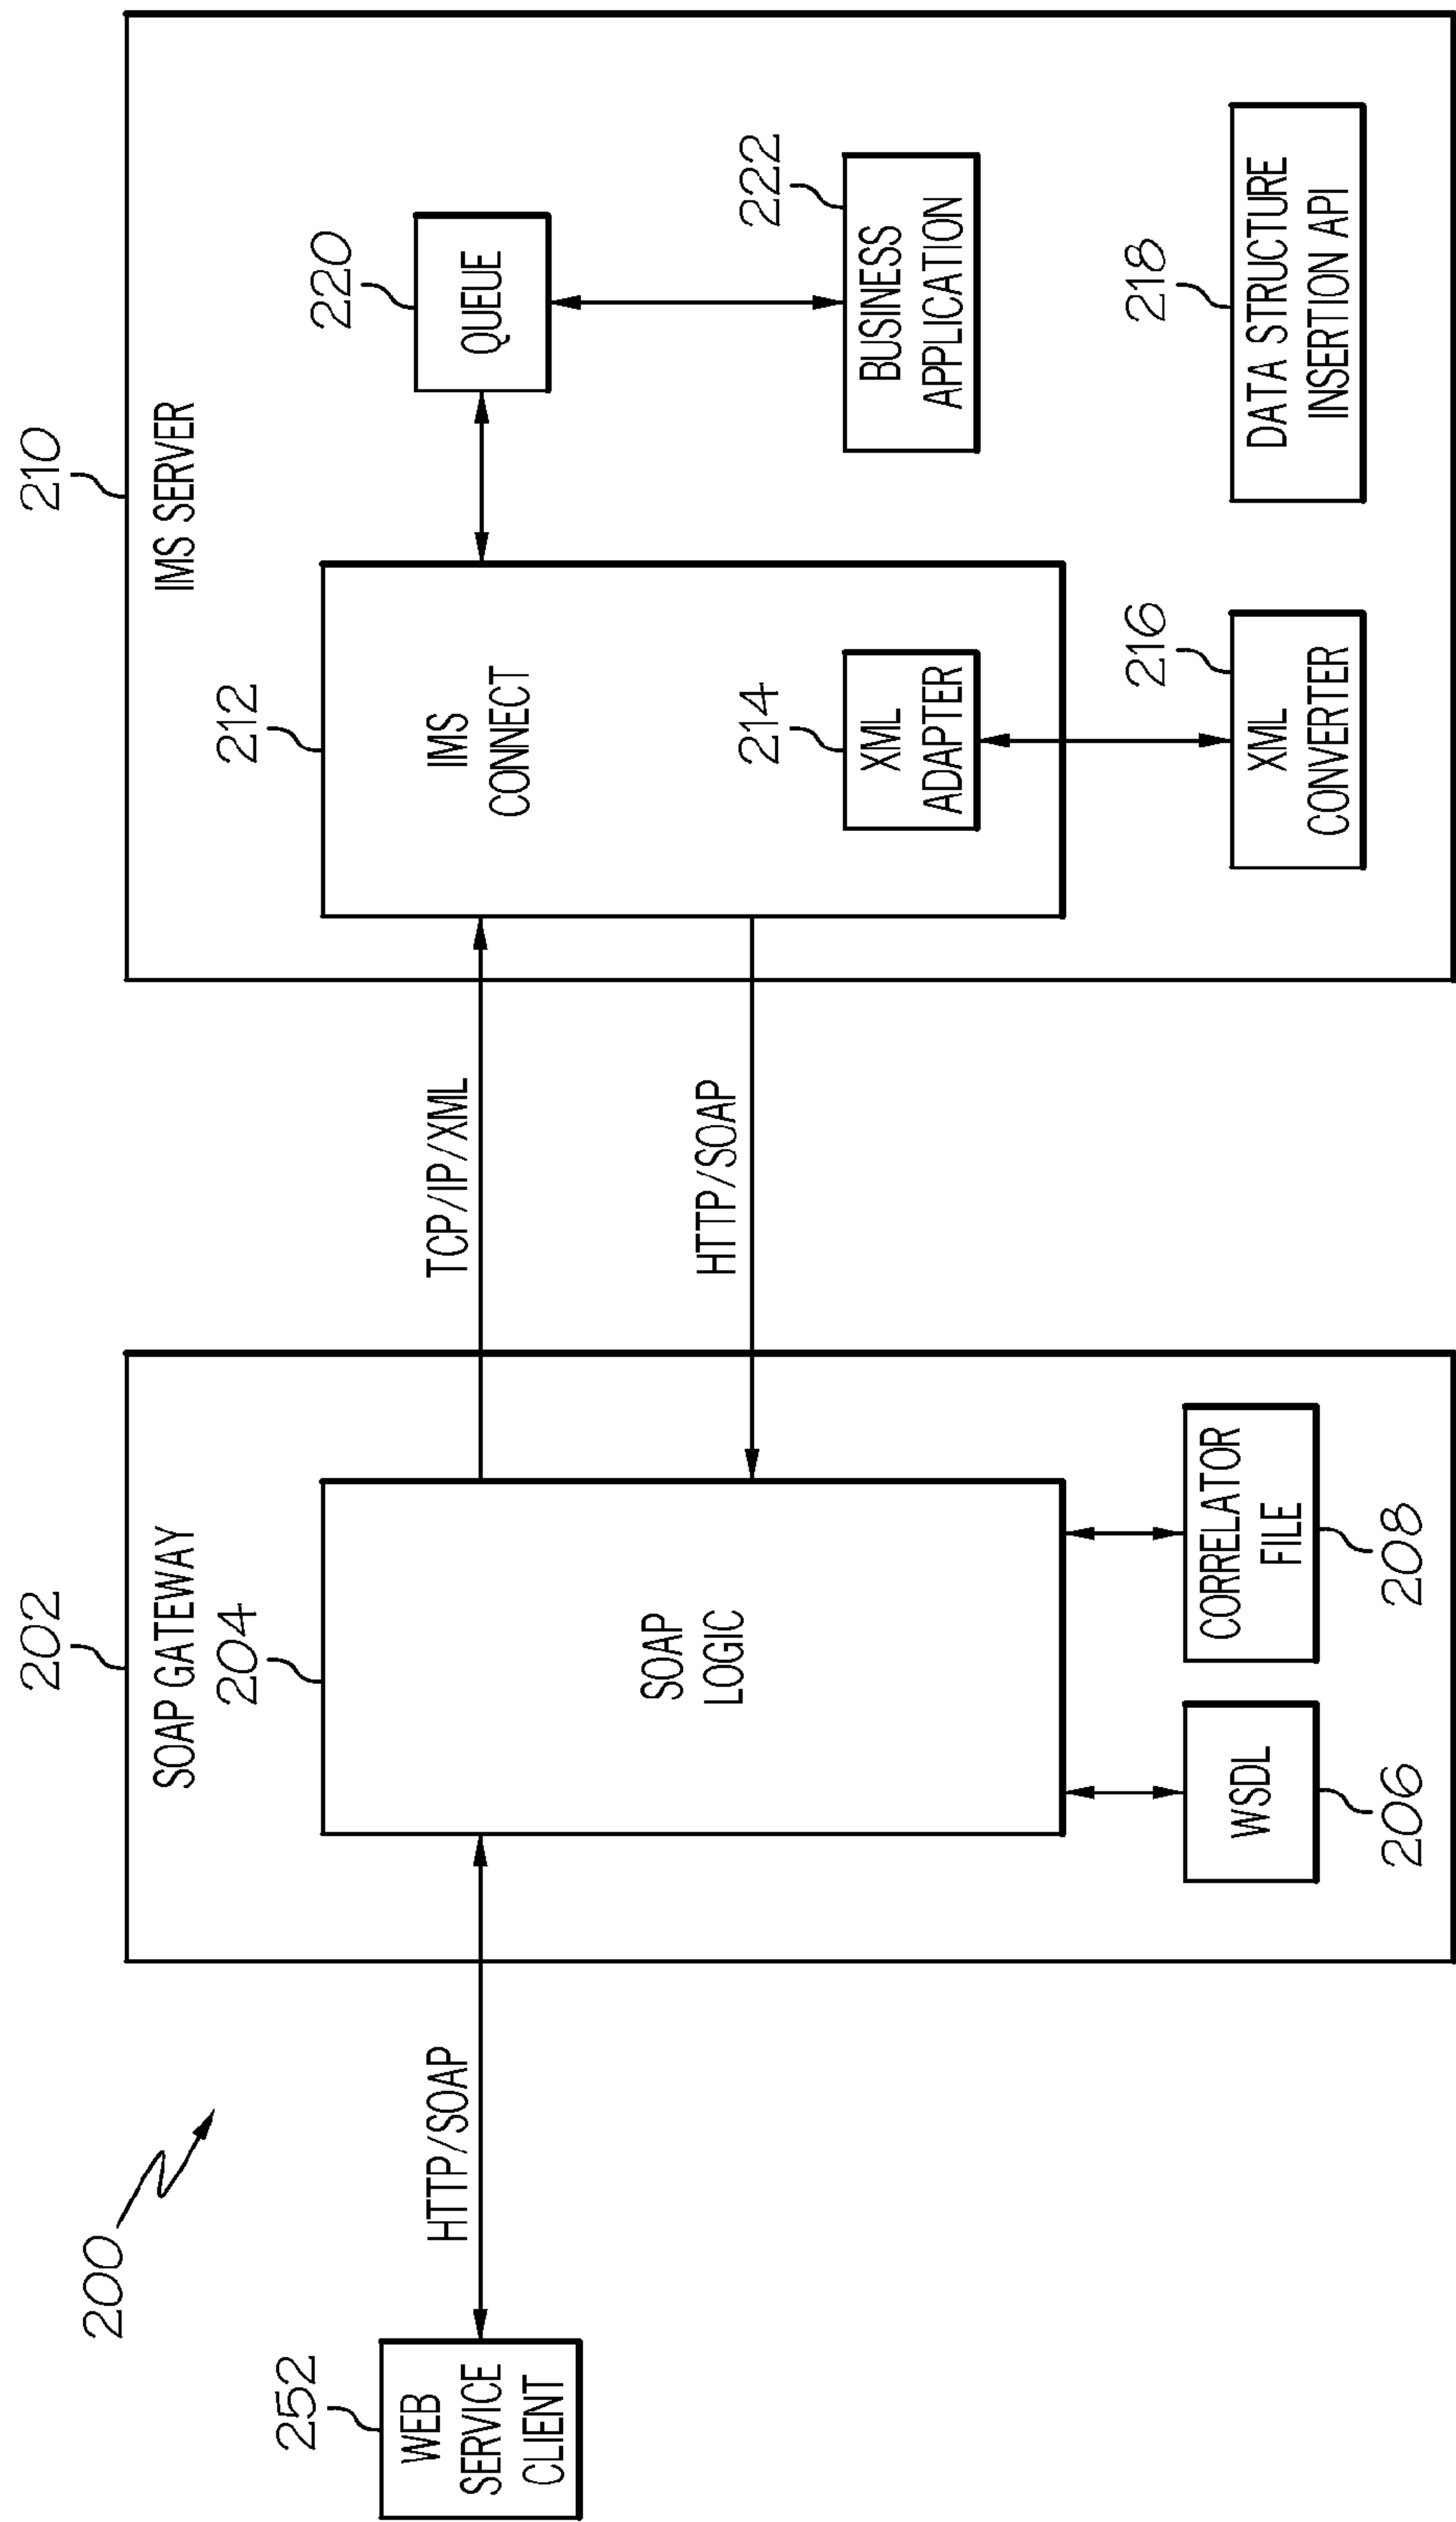 200
252
WEB
SERVICE
CLIENT
HTTP/SOAP
202
SOAP GATEWAY
204
SOAP
LOGIC
WSDL
206
CORRELATOR
FILE
208
TCP/IP/XML
HTTP/SOAP
210
IMS SERVER
212
IMS
CONNECT
214
XML
ADAPTER
216
XML
CONVERTER
220
QUEUE
222
BUSINESS
APPLICATION
218
DATA STRUCTURE
INSERTION API